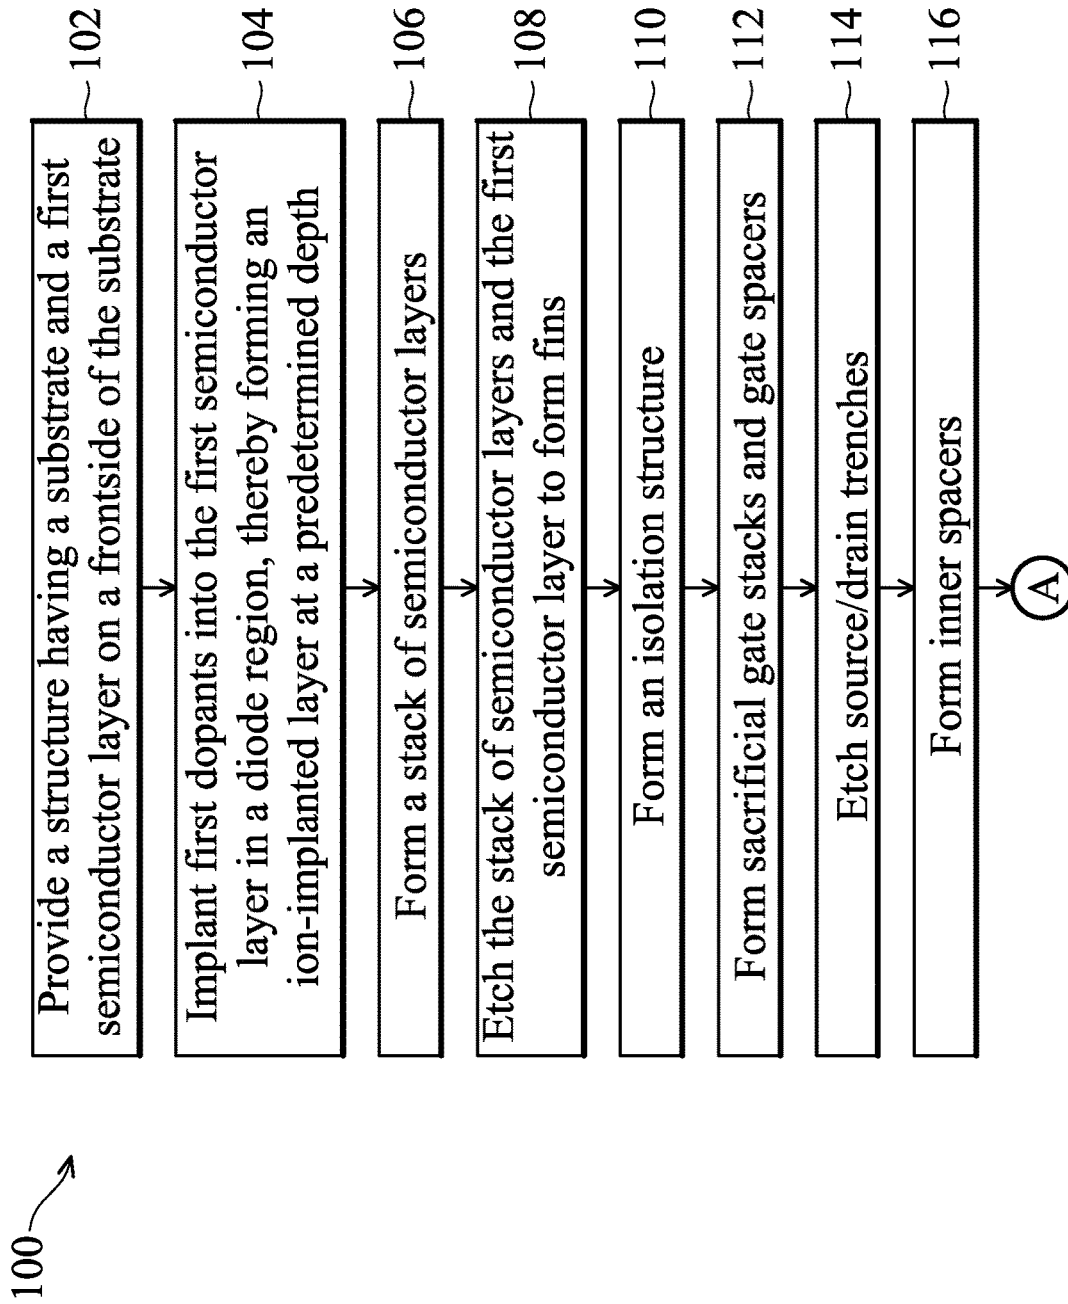 100
Provide a structure having a substrate and a first
semiconductor layer on a frontside of the substrate
102
Implant first dopants into the first semiconductor
layer in a diode region, thereby forming an
ion-implanted layer at a predetermined depth
104
Form a stack of semiconductor layers
106
Etch the stack of semiconductor layers and the first
semiconductor layer to form fins
108
Form an isolation structure
110
Form sacrificial gate stacks and gate spacers
112
Etch source/drain trenches
114
Form inner spacers
116
A